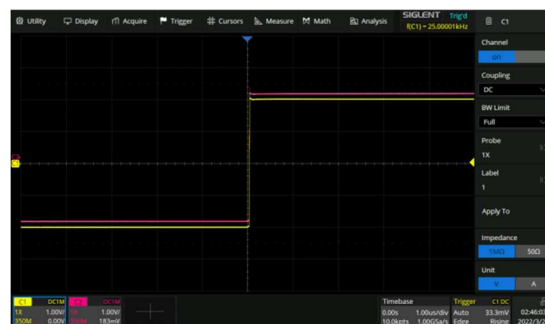 Utility Display Acquire Trigger Cursors Measure Math Analysis
SIGLENT Trig'd
f(C1) = 25.00001kHz
C1
Channel
on
Coupling
DC
BW Limit
Full
Probe
1X
Label
1
Apply To
Impedance
1MΩ 50Ω
Unit
V A
C1 DC1M
1X 1.00V/
350M 0.00V
C2 DC1M
1X 1.00V/
350M 183mV
Timebase
0.00s 1.00us/div
10.0kpts 1.00GSa/s
Trigger C1 DC
Auto 33.3mV
Edge Rising